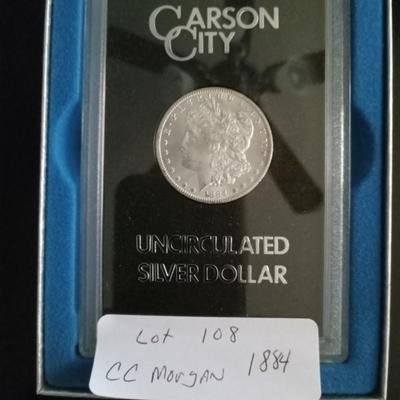 CARSON
CITY
UNCIRCULATED
SILVER DOLLAR
Lot 108
CC Morgan 1884